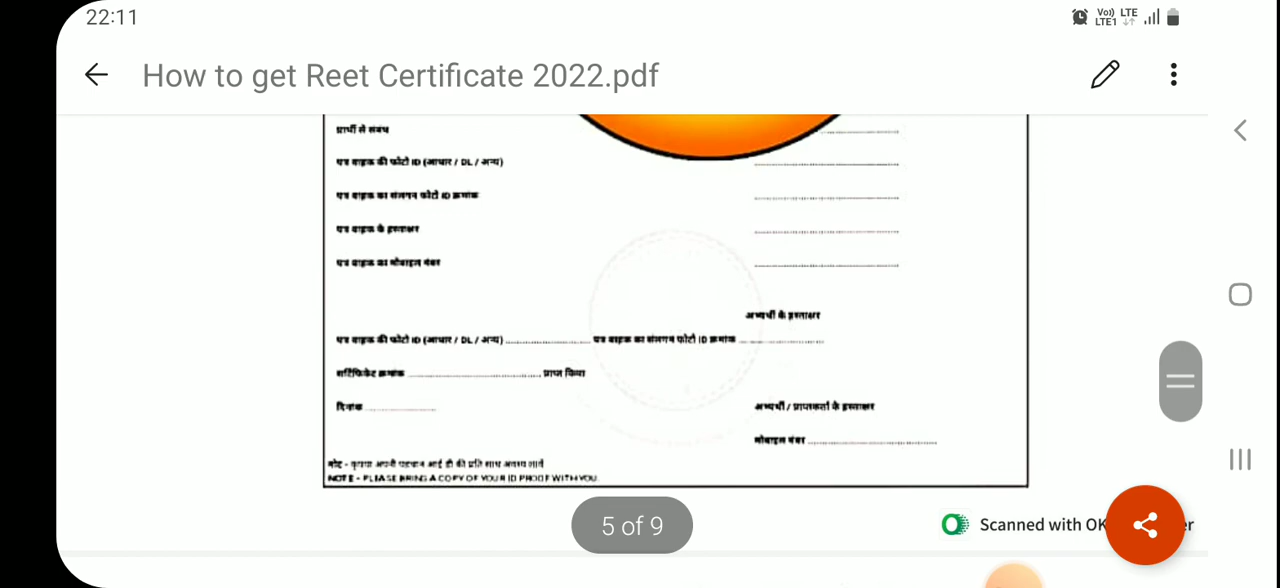 22:11
Vo)) LTE
LTE1
How to get Reet Certificate 2022.pdf
प्रार्थी से संबंध
पत्र वाहक की फोटो ID (आधार / DL / अन्य)
पत्र वाहक का संलग्न फोटो ID क्रमांक
पत्र वाहक के हस्ताक्षर
पत्र वाहक का मोबाइल नंबर
अभ्यर्थी के हस्ताक्षर
पत्र वाहक की फोटो ID (आधार / DL / अन्य) .................... पत्र वाहक का संलग्न फोटो ID क्रमांक ....................
सर्टिफिकेट क्रमांक .................... प्राप्त किया
दिनांक ....................
अभ्यर्थी / प्राप्तकर्ता के हस्ताक्षर
मोबाइल नंबर ....................
नोट - कृपया अपनी पहचान आई डी की प्रति साथ अवश्य लायें
NOTE - PLEASE BRING A COPY OF YOUR ID PROOF WITH YOU.
5 of 9
Scanned with OK